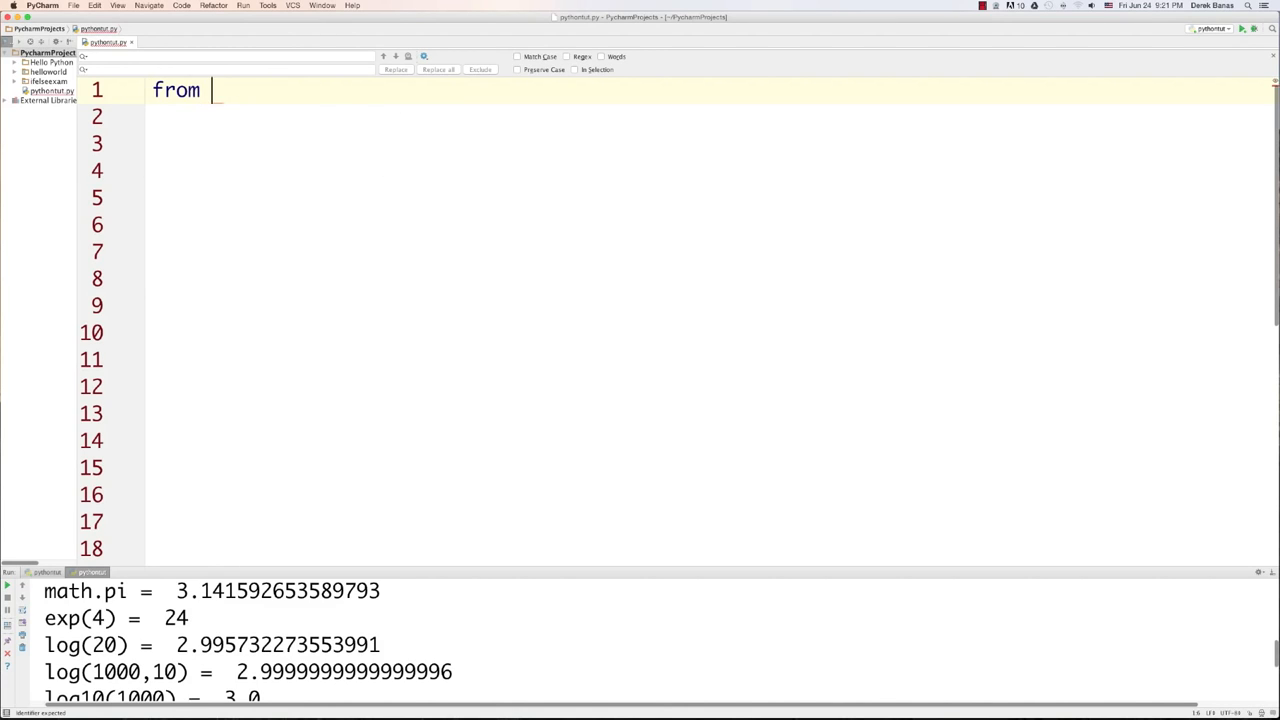 PyCharm File Edit View Navigate Code Refactor Run Tools VCS Window Help 10 Fri Jun 24 9:21 PM Derek Banas
pythontut.py - PycharmProjects - [~/PycharmProjects]
PycharmProjects pythontut.py pythontut
pythontut.py ×
PycharmProject
Hello Python
helloworld
ifelseexam
pythontut.py
External Librarie
Match Case Regex Words
Replace Replace all Exclude Preserve Case In Selection
1 from
2
3
4
5
6
7
8
9
10
11
12
13
14
15
16
17
18
Run: pythontut pythontut
math.pi = 3.141592653589793
exp(4) = 24
log(20) = 2.995732273553991
log(1000,10) = 2.9999999999999996
log10(1000) = 3.0
Identifier expected 1:6 LF‡ UTF-8‡